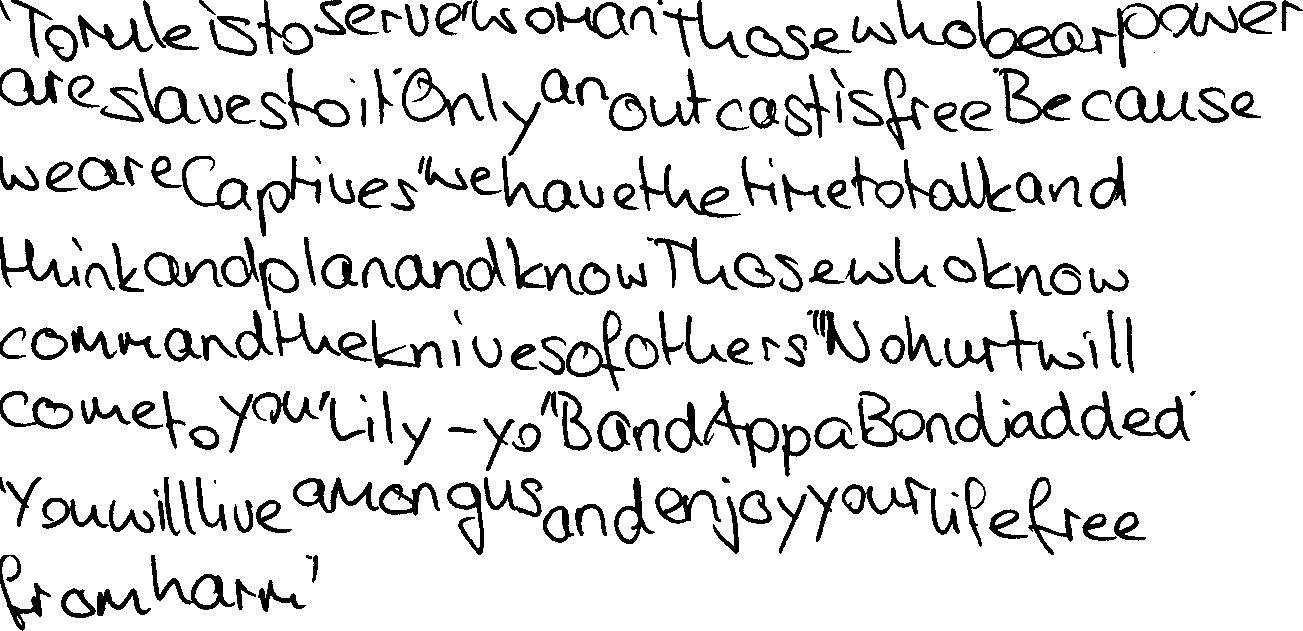 'To rule is to serve, woman. Those who bear power
are slaves to it. Only an outcast is free. Because
we are Captives "we have the time to talk and
think and plan and know. Those who know
command the knives of others." "'No hurt will
come to you' Lily-yo" Band Appa Bondi added.
'You will live among us and enjoy your life free
from harm.'